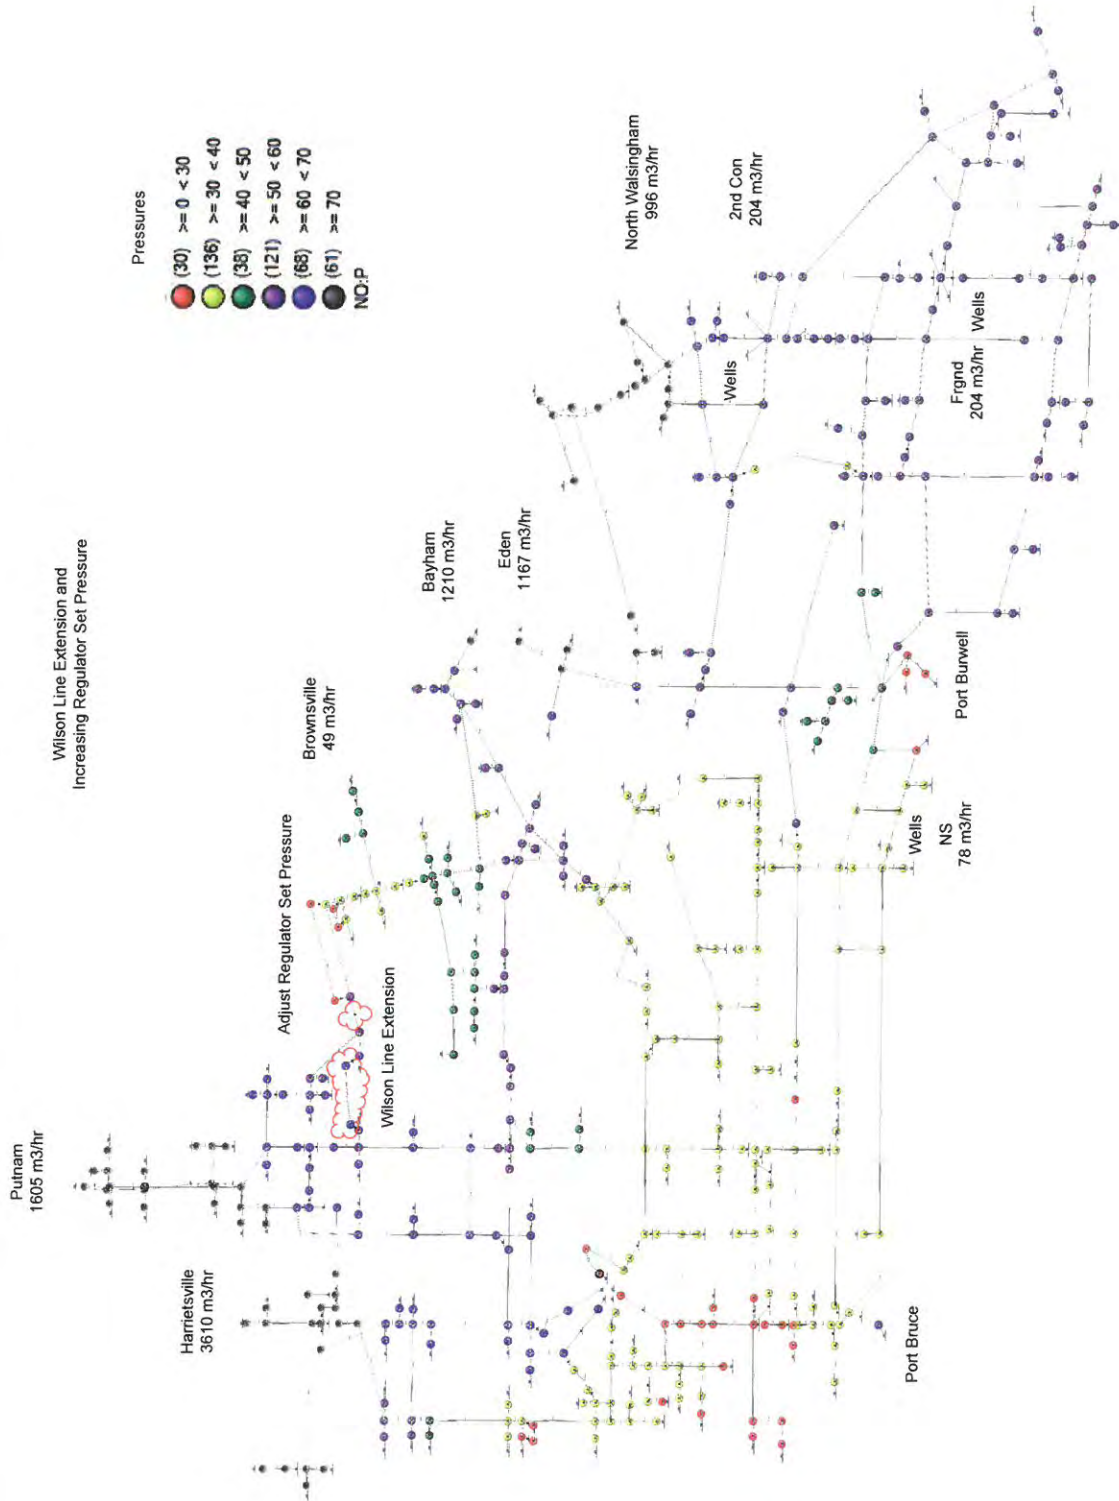 Wilson Line Extension and
Increasing Regulator Set Pressure
Pressures
(30) >= 0 < 30
(136) >= 30 < 40
(38) >= 40 < 50
(121) >= 50 < 60
(68) >= 60 < 70
(61) >= 70
NO:P
Putnam
1605 m3/hr
Harrietsville
3610 m3/hr
Adjust Regulator Set Pressure
Wilson Line Extension
Brownsville
49 m3/hr
Bayham
1210 m3/hr
Eden
1167 m3/hr
North Walsingham
996 m3/hr
2nd Con
204 m3/hr
Wells
Wells
Frgnd
204 m3/hr
Port Burwell
Wells
NS
78 m3/hr
Port Bruce